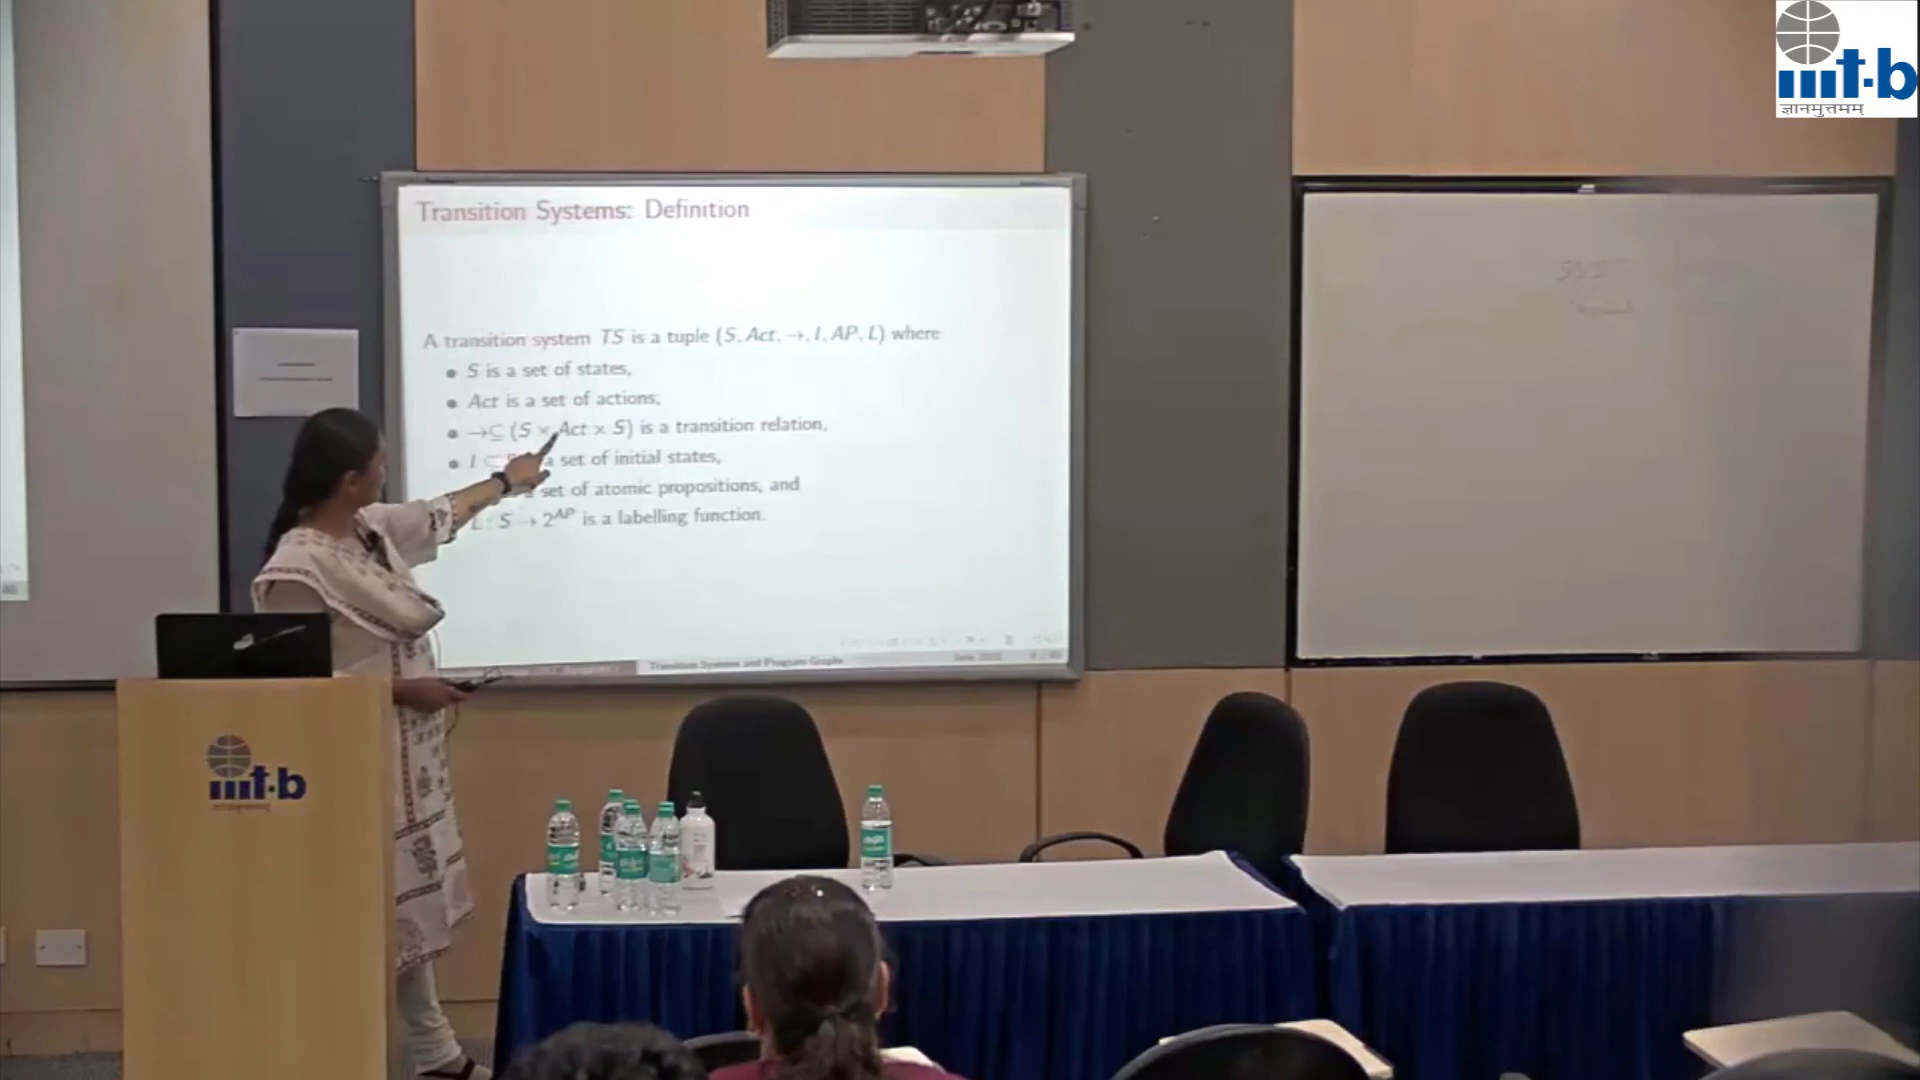 iiit-b
ज्ञानमुत्तमम्
Transition Systems: Definition
A transition system TS is a tuple (S, Act, →, I, AP, L) where
● S is a set of states,
● Act is a set of actions,
● →⊆ (S × Act × S) is a transition relation,
● I ⊆ a set of initial states,
set of atomic propositions, and
L : S → 2^AP is a labelling function.
Transition Systems and Program Graphs
40
iiit-b